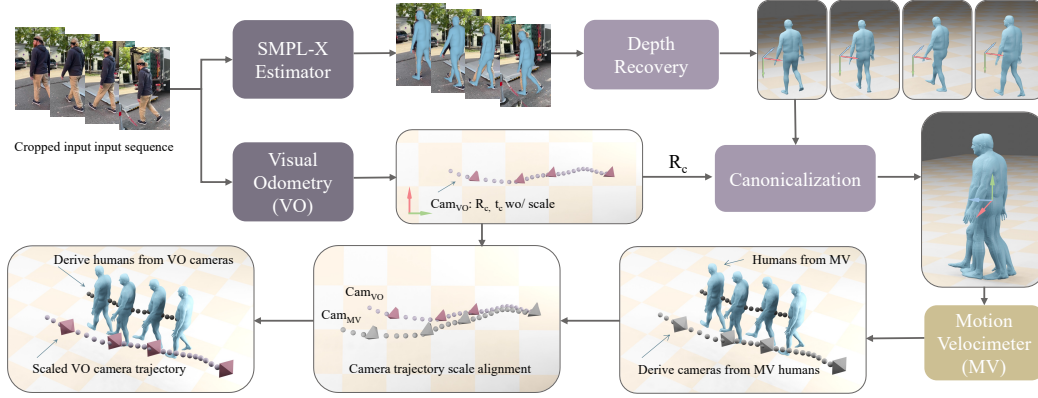 SMPL-X
Estimator
Depth
Recovery
Cropped input input sequence
Visual
Odometry
(VO)
Cam_VO: R_c, t_c wo/ scale
R_c
Canonicalization
Derive humans from VO cameras
Scaled VO camera trajectory
Cam_VO
Cam_MV
Camera trajectory scale alignment
Humans from MV
Derive cameras from MV humans
Motion
Velocimeter
(MV)